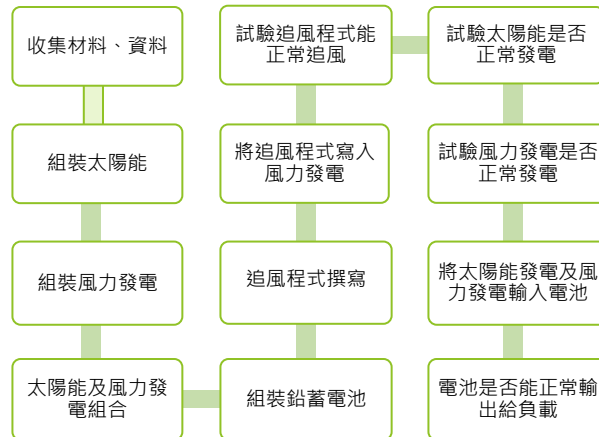 收集材料、資料
組裝太陽能
組裝風力發電
太陽能及風力發
電組合
組裝鉛蓄電池
追風程式撰寫
將追風程式寫入
風力發電
試驗追風程式能
正常追風
試驗太陽能是否
正常發電
試驗風力發電是否
正常發電
將太陽能發電及風
力發電輸入電池
電池是否能正常輸
出給負載